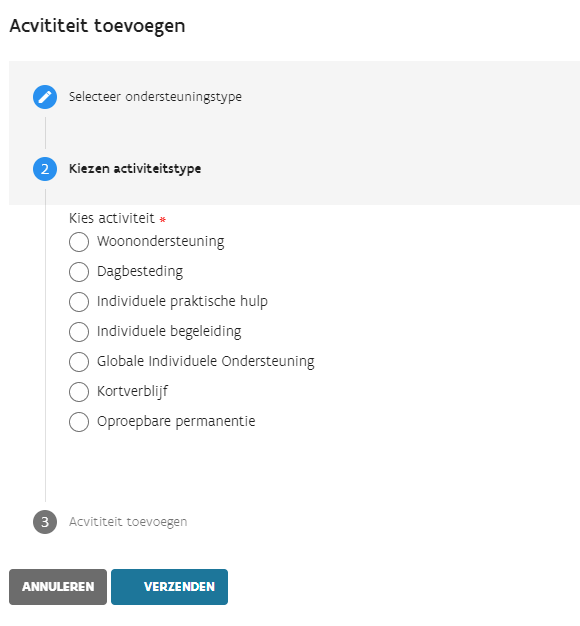 Acvititeit toevoegen
Selecteer ondersteuningstype
2 Kiezen activiteitstype
Kies activiteit *
Woonondersteuning
Dagbesteding
Individuele praktische hulp
Individuele begeleiding
Globale Individuele Ondersteuning
Kortverblijf
Oproepbare permanentie
3 Acvititeit toevoegen
ANNULEREN VERZENDEN